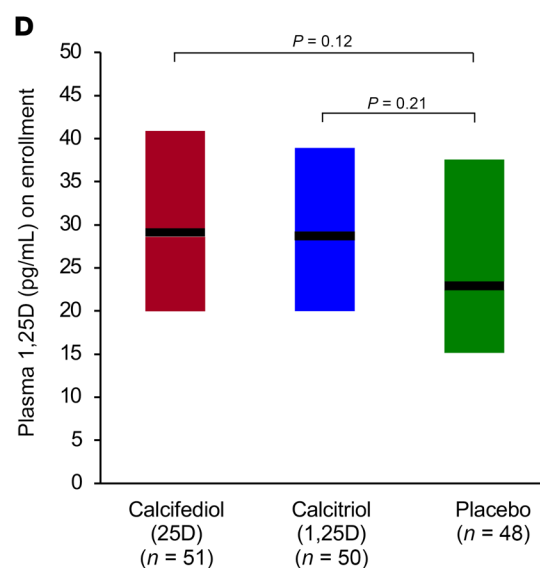 D
P = 0.12
P = 0.21
Plasma 1,25D (pg/mL) on enrollment
50
45
40
35
30
25
20
15
10
5
0
Calcifediol
(25D)
(n = 51)
Calcitriol
(1,25D)
(n = 50)
Placebo
(n = 48)